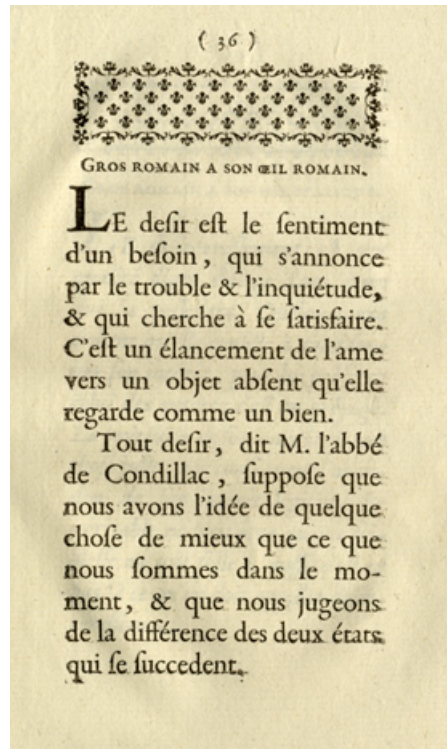 ( 36 )
GROS ROMAIN A SON ŒIL ROMAIN.
LE deſir eſt le ſentiment
d'un beſoin, qui s'annonce
par le trouble & l'inquiétude,
& qui cherche à ſe ſatisfaire.
C'eſt un élancement de l'ame
vers un objet abſent qu'elle
regarde comme un bien.
Tout deſir, dit M. l'abbé
de Condillac, ſuppoſe que
nous avons l'idée de quelque
choſe de mieux que ce que
nous ſommes dans le mo-
ment, & que nous jugeons
de la différence des deux états
qui ſe ſuccedent.